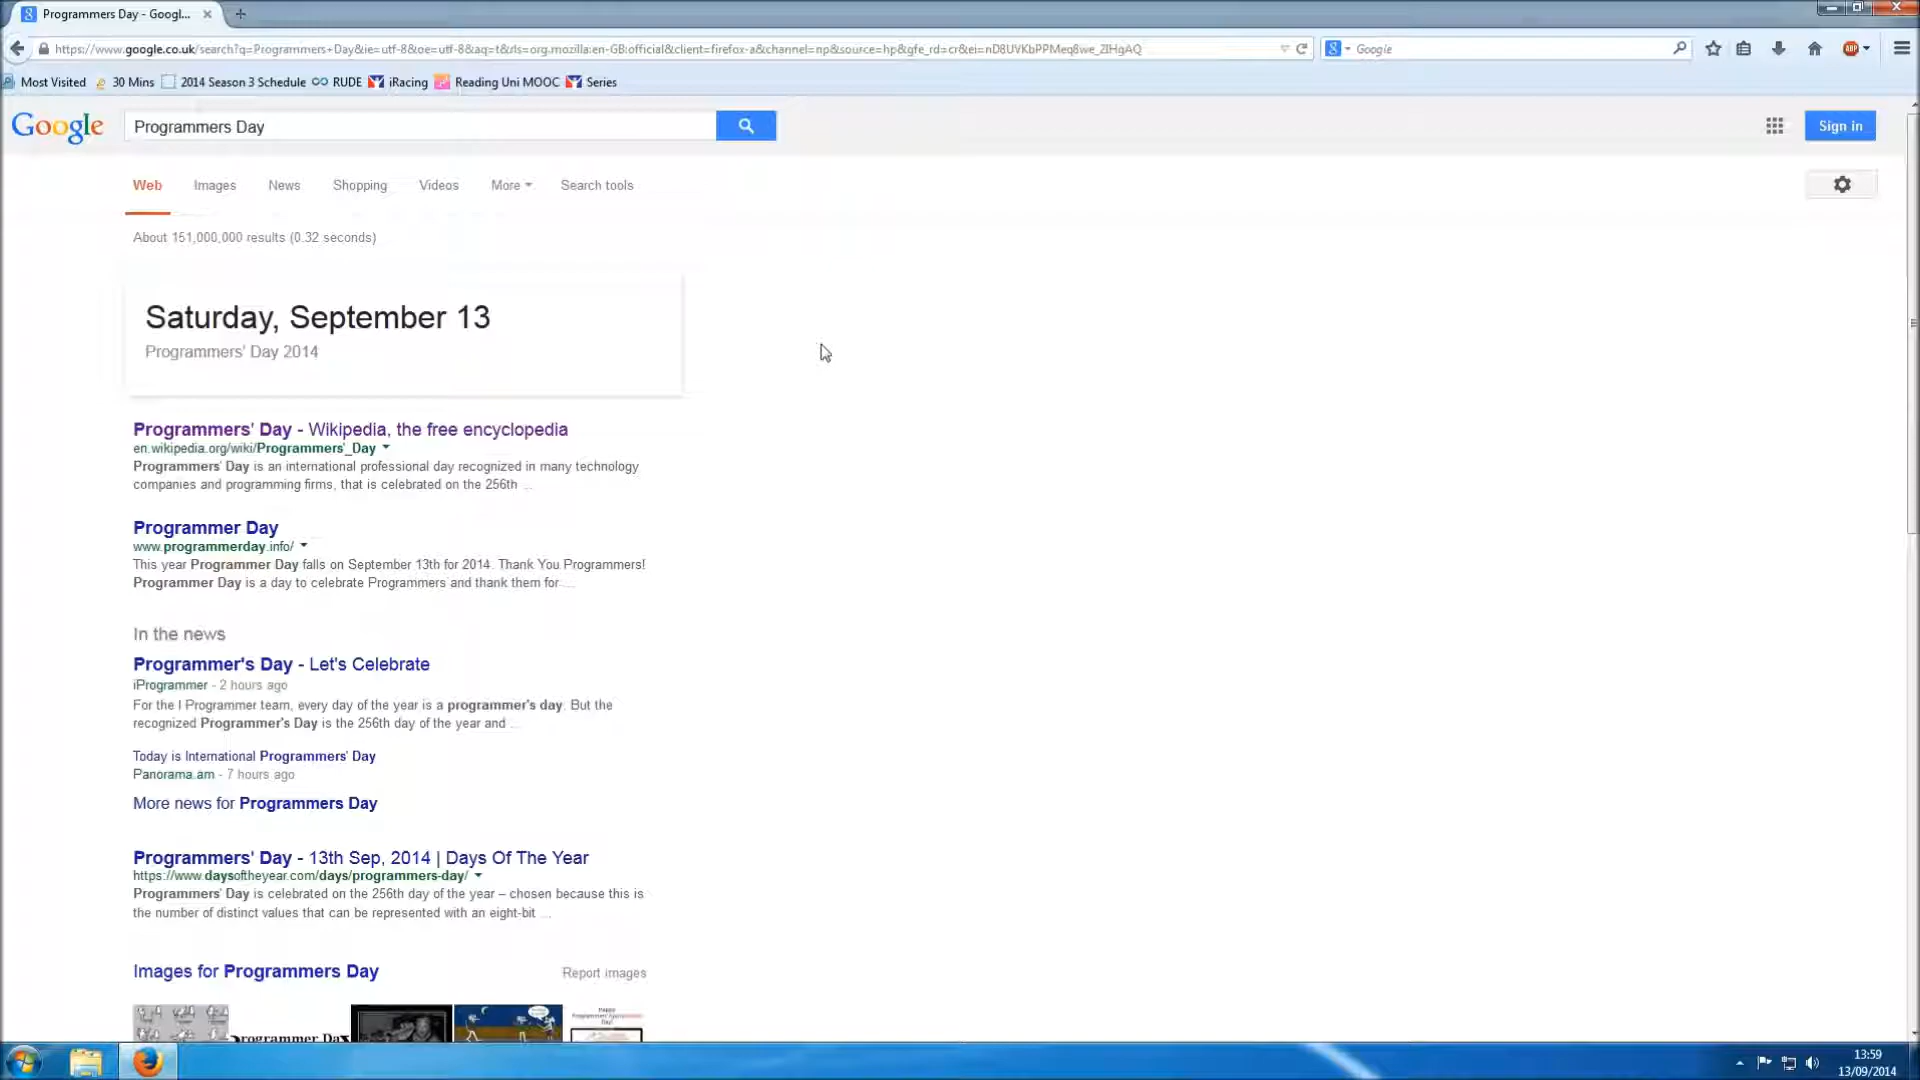 Programmers Day - Googl...
https://www.google.co.uk/search?q=Programmers+Day&ie=utf-8&oe=utf-8&aq=t&rls=org.mozilla:en-GB:official&client=firefox-a&channel=np&source=hp&gfe_rd=cr&ei=nD8UVKbPPMeq8we_ZIHgAQ
Google
ABP
Most Visited
30 Mins
2014 Season 3 Schedule
RUDE
iRacing
Reading Uni MOOC
Series
Google
Programmers Day
Sign in
Web
Images
News
Shopping
Videos
More
Search tools
About 151,000,000 results (0.32 seconds)
Saturday, September 13
Programmers' Day 2014
Programmers' Day - Wikipedia, the free encyclopedia
en.wikipedia.org/wiki/Programmers'_Day
Programmers' Day is an international professional day recognized in many technology
companies and programming firms, that is celebrated on the 256th ...
Programmer Day
www.programmerday.info/
This year Programmer Day falls on September 13th for 2014. Thank You Programmers!
Programmer Day is a day to celebrate Programmers and thank them for ...
In the news
Programmer's Day - Let's Celebrate
iProgrammer - 2 hours ago
For the I Programmer team, every day of the year is a programmer's day. But the
recognized Programmer's Day is the 256th day of the year and ...
Today is International Programmers' Day
Panorama.am - 7 hours ago
More news for Programmers Day
Programmers' Day - 13th Sep, 2014 | Days Of The Year
https://www.daysoftheyear.com/days/programmers-day/
Programmers' Day is celebrated on the 256th day of the year – chosen because this is
the number of distinct values that can be represented with an eight-bit ...
Images for Programmers Day
Report images
13:59
13/09/2014